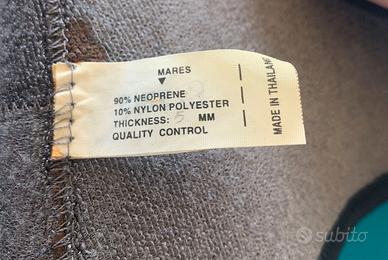 MARES
90% NEOPRENE
10% NYLON POLYESTER
THICKNESS: 5 MM
QUALITY CONTROL
MADE IN THAILAND
subito